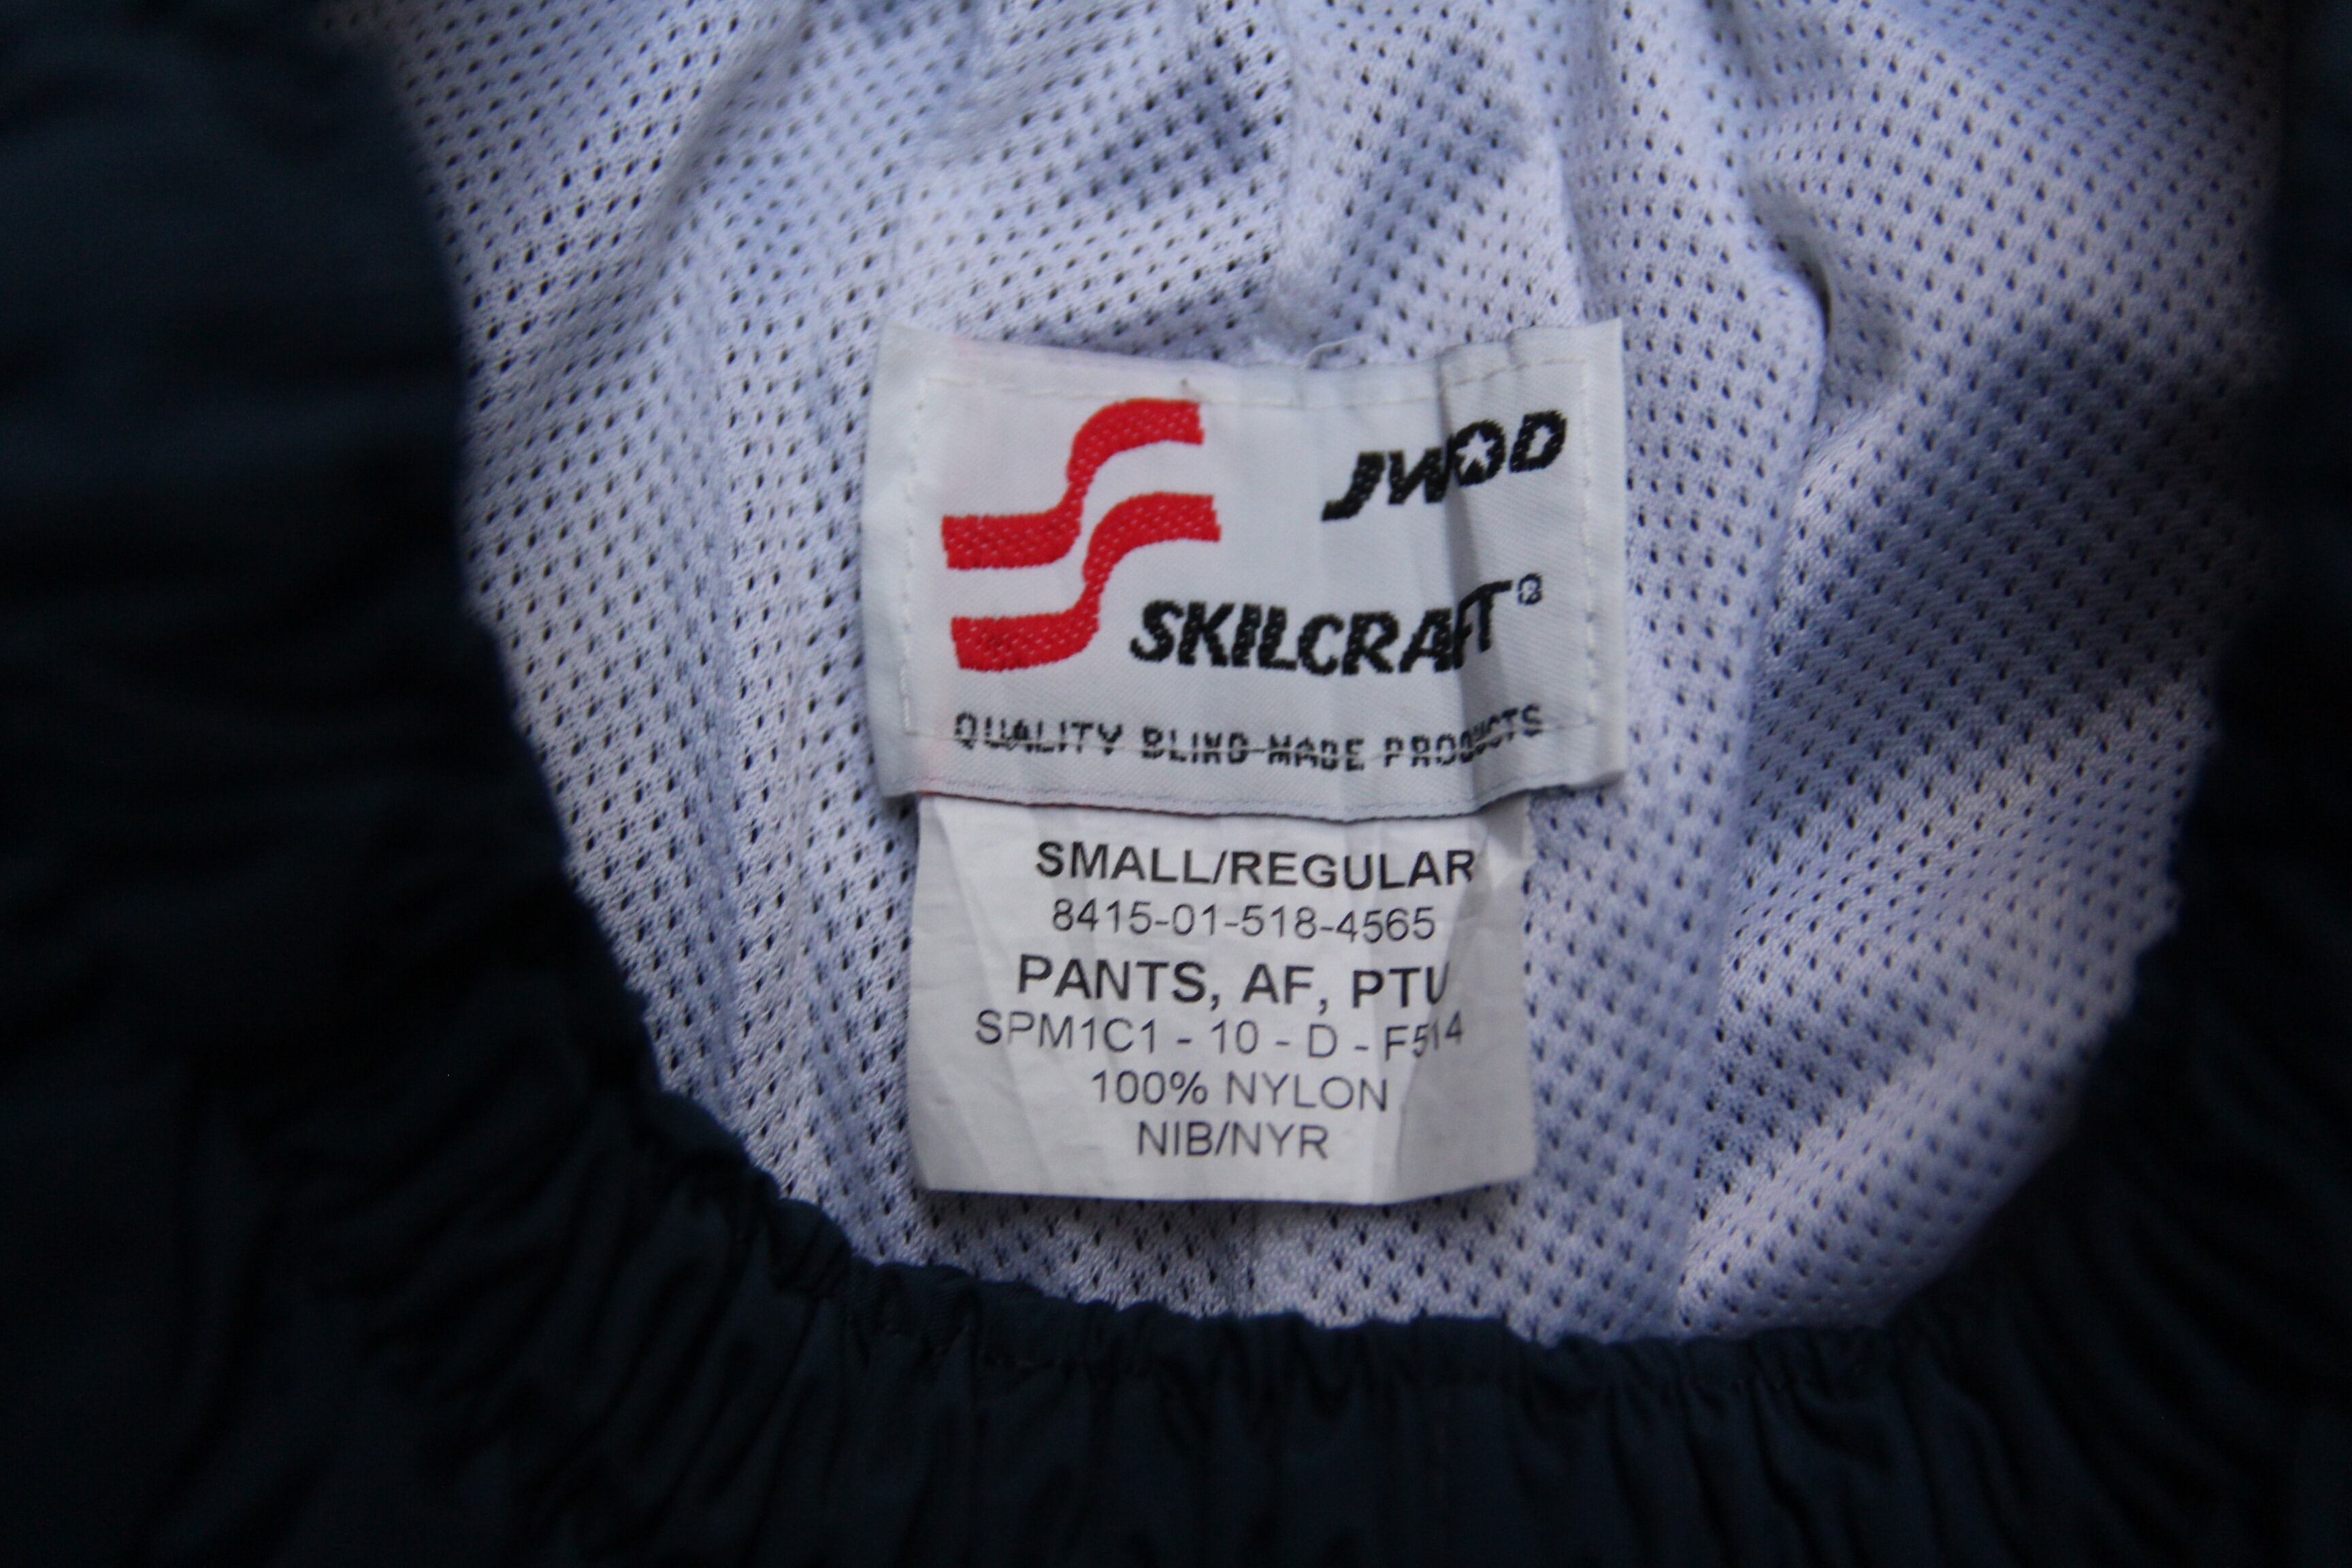 JWOD
SKILCRAFT®
QUALITY BLIND-MADE PRODUCTS
SMALL/REGULAR
8415-01-518-4565
PANTS, AF, PTU
SPM1C1 - 10 - D - F514
100% NYLON
NIB/NYR